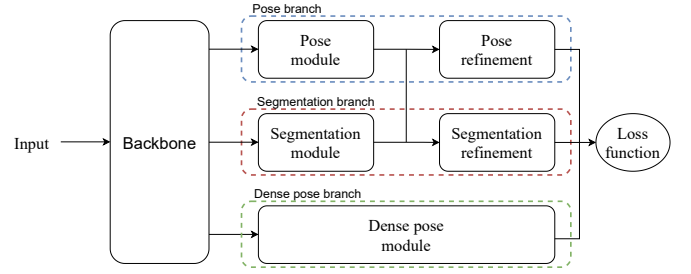 Pose branch
Pose
module
Pose
refinement
Segmentation branch
Input
Backbone
Segmentation
module
Segmentation
refinement
Loss
function
Dense pose branch
Dense pose
module